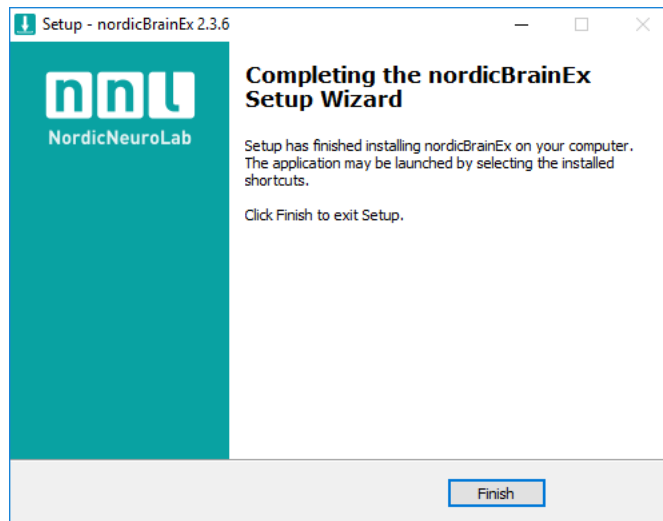 Setup - nordicBrainEx 2.3.6
nnl
NordicNeuroLab
Completing the nordicBrainEx
Setup Wizard
Setup has finished installing nordicBrainEx on your computer.
The application may be launched by selecting the installed
shortcuts.
Click Finish to exit Setup.
Finish